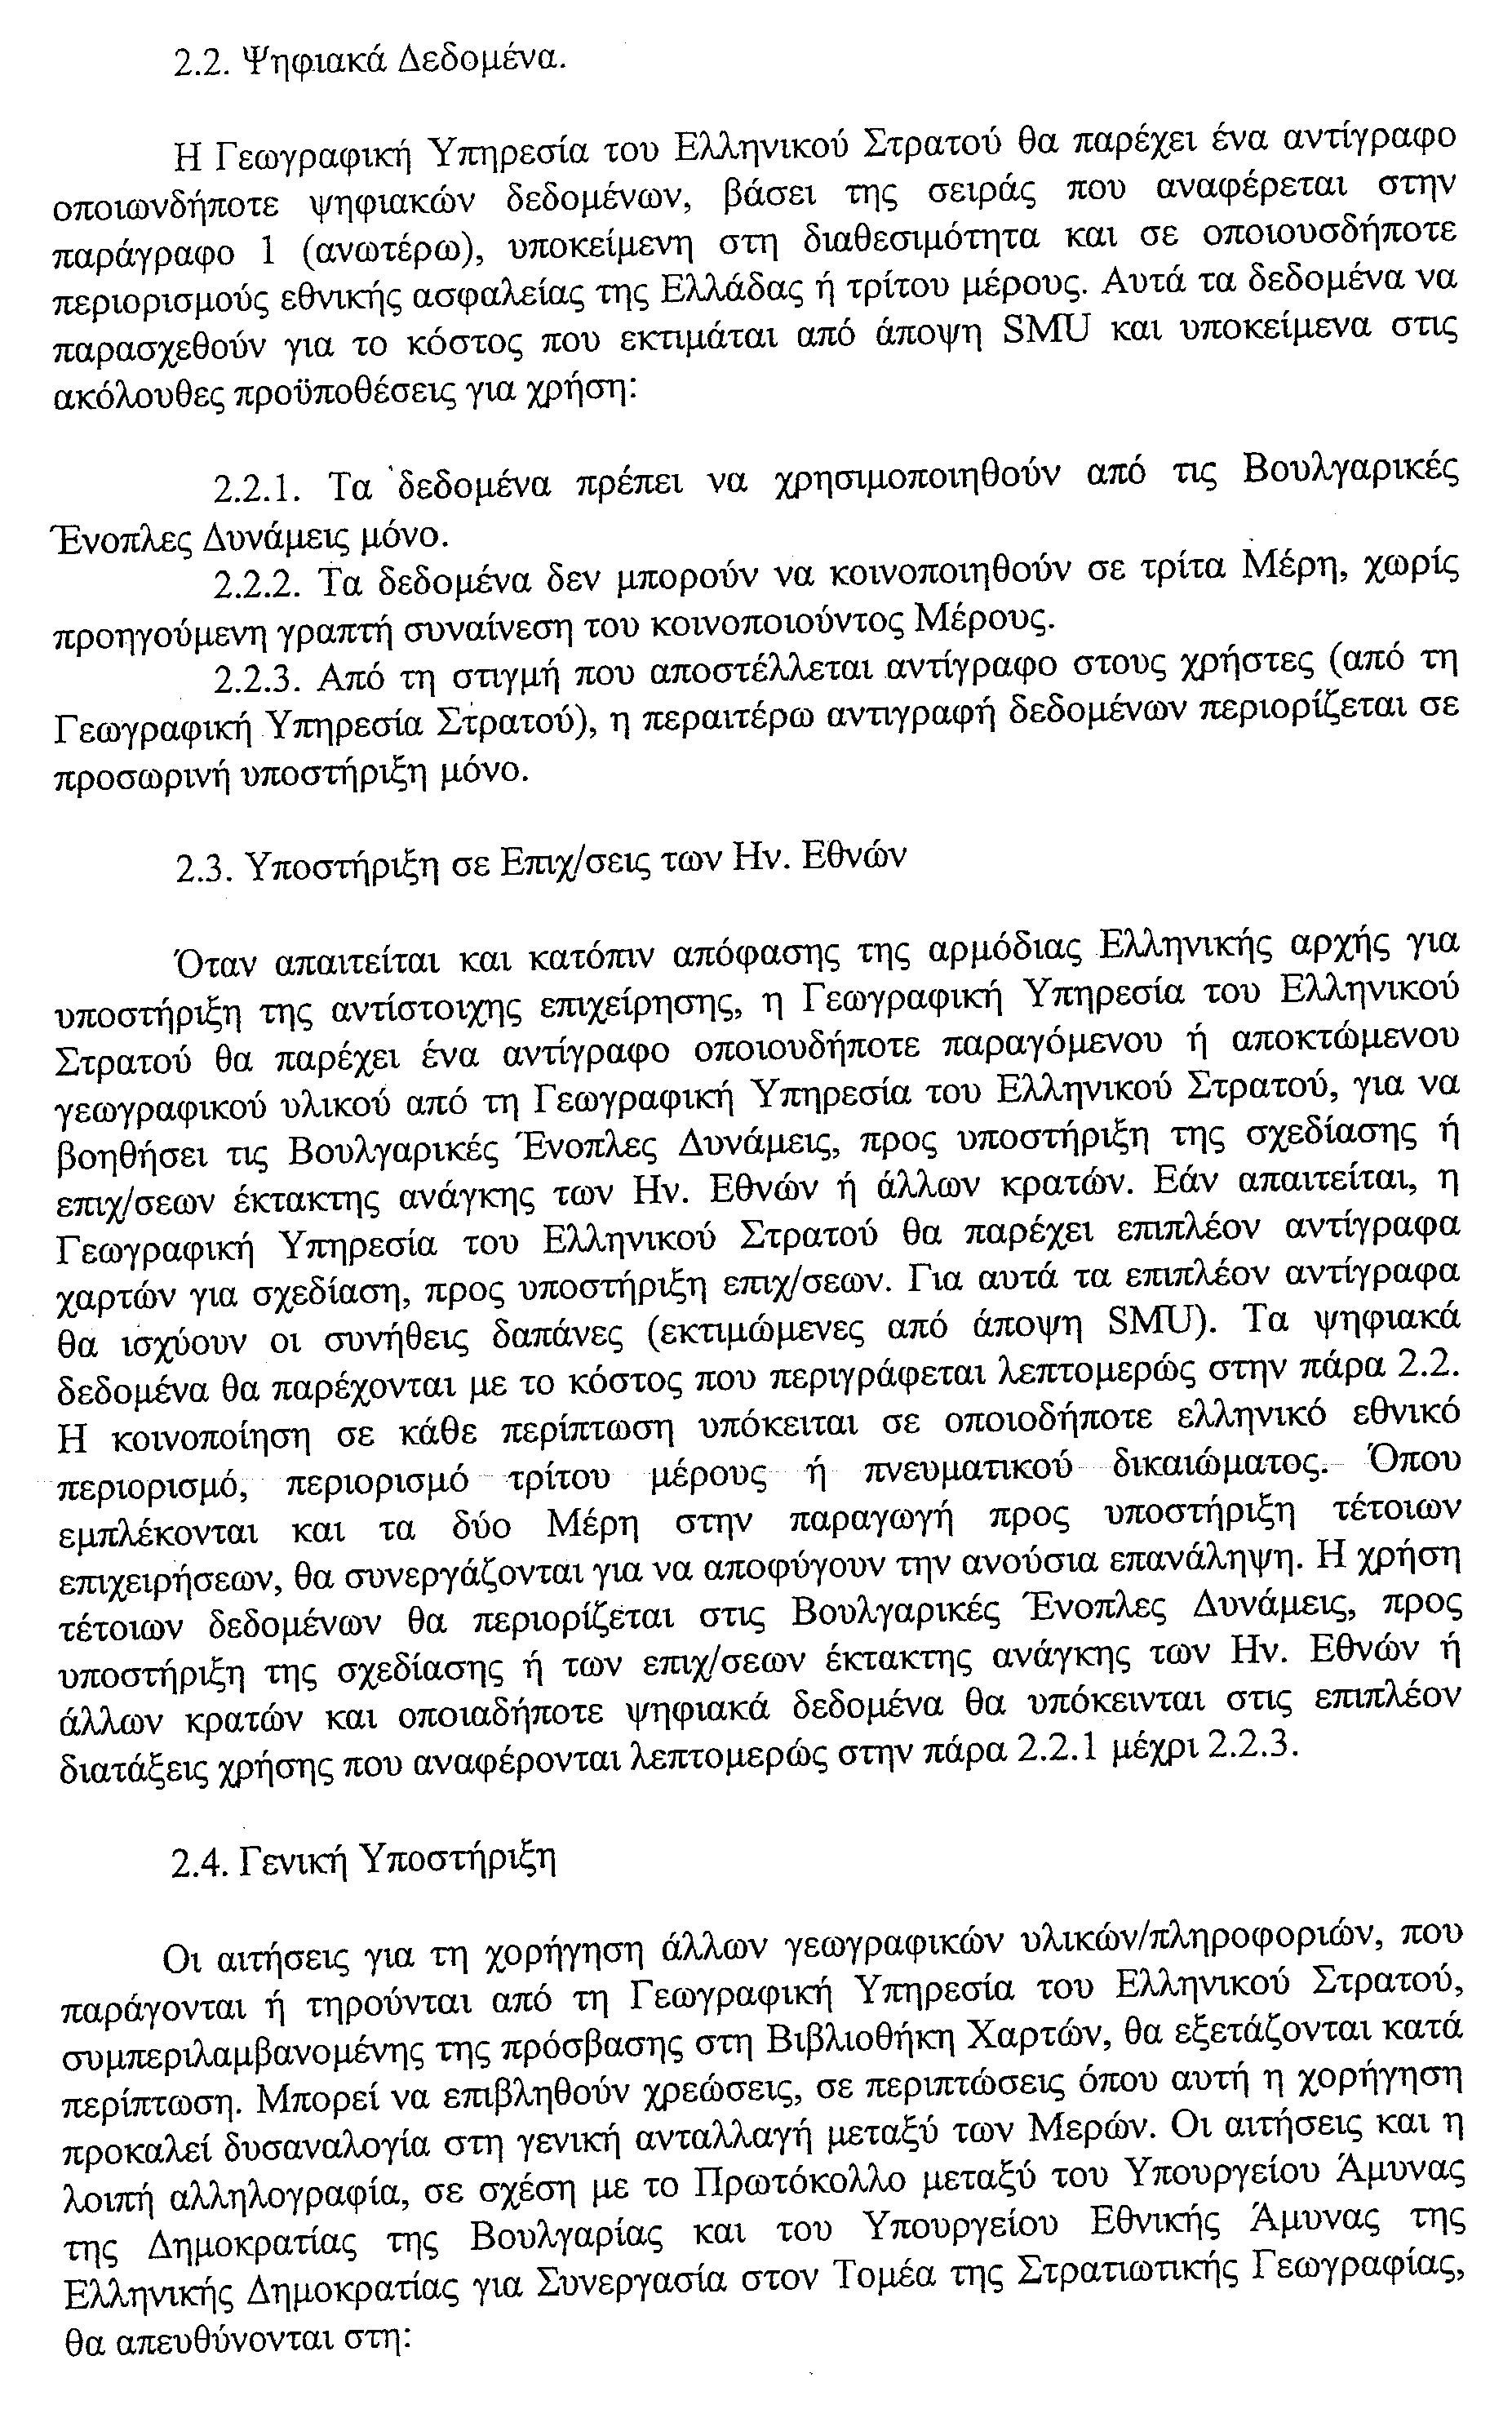 2.2. Ψηφιακά Δεδομένα.
Η Γεωγραφική Υπηρεσία του Ελληνικού Στρατού θα παρέχει ένα αντίγραφο
οποιωνδήποτε ψηφιακών δεδομένων, βάσει της σειράς που αναφέρεται στην
παράγραφο 1 (ανωτέρω), υποκείμενη στη διαθεσιμότητα και σε οποιουσδήποτε
περιορισμούς εθνικής ασφαλείας της Ελλάδας ή τρίτου μέρους. Αυτά τα δεδομένα να
παρασχεθούν για το κόστος που εκτιμάται από άποψη SMU και υποκείμενα στις
ακόλουθες προϋποθέσεις για χρήση:
2.2.1. Τα δεδομένα πρέπει να χρησιμοποιηθούν από τις Βουλγαρικές
Ένοπλες Δυνάμεις μόνο.
2.2.2. Τα δεδομένα δεν μπορούν να κοινοποιηθούν σε τρίτα Μέρη, χωρίς
προηγούμενη γραπτή συναίνεση του κοινοποιούντος Μέρους.
2.2.3. Από τη στιγμή που αποστέλλεται αντίγραφο στους χρήστες (από τη
Γεωγραφική Υπηρεσία Στρατού), η περαιτέρω αντιγραφή δεδομένων περιορίζεται σε
προσωρινή υποστήριξη μόνο.
2.3. Υποστήριξη σε Επιχ/σεις των Ην. Εθνών
Όταν απαιτείται και κατόπιν απόφασης της αρμόδιας Ελληνικής αρχής για
υποστήριξη της αντίστοιχης επιχείρησης, η Γεωγραφική Υπηρεσία του Ελληνικού
Στρατού θα παρέχει ένα αντίγραφο οποιουδήποτε παραγόμενου ή αποκτώμενου
γεωγραφικού υλικού από τη Γεωγραφική Υπηρεσία του Ελληνικού Στρατού, για να
βοηθήσει τις Βουλγαρικές Ένοπλες Δυνάμεις, προς υποστήριξη της σχεδίασης ή
επιχ/σεων έκτακτης ανάγκης των Ην. Εθνών ή άλλων κρατών. Εάν απαιτείται, η
Γεωγραφική Υπηρεσία του Ελληνικού Στρατού θα παρέχει επιπλέον αντίγραφα
χαρτών για σχεδίαση, προς υποστήριξη επιχ/σεων. Για αυτά τα επιπλέον αντίγραφα
θα ισχύουν οι συνήθεις δαπάνες (εκτιμώμενες από άποψη SMU). Τα ψηφιακά
δεδομένα θα παρέχονται με το κόστος που περιγράφεται λεπτομερώς στην πάρα 2.2.
Η κοινοποίηση σε κάθε περίπτωση υπόκειται σε οποιοδήποτε ελληνικό εθνικό
περιορισμό, περιορισμό τρίτου μέρους ή πνευματικού δικαιώματος. Όπου
εμπλέκονται και τα δύο Μέρη στην παραγωγή προς υποστήριξη τέτοιων
επιχειρήσεων, θα συνεργάζονται για να αποφύγουν την ανούσια επανάληψη. Η χρήση
τέτοιων δεδομένων θα περιορίζεται στις Βουλγαρικές Ένοπλες Δυνάμεις, προς
υποστήριξη της σχεδίασης ή των επιχ/σεων έκτακτης ανάγκης των Ην. Εθνών ή
άλλων κρατών και οποιαδήποτε ψηφιακά δεδομένα θα υπόκεινται στις επιπλέον
διατάξεις χρήσης που αναφέρονται λεπτομερώς στην πάρα 2.2.1 μέχρι 2.2.3.
2.4. Γενική Υποστήριξη
Οι αιτήσεις για τη χορήγηση άλλων γεωγραφικών υλικών/πληροφοριών, που
παράγονται ή τηρούνται από τη Γεωγραφική Υπηρεσία του Ελληνικού Στρατού,
συμπεριλαμβανομένης της πρόσβασης στη Βιβλιοθήκη Χαρτών, θα εξετάζονται κατά
περίπτωση. Μπορεί να επιβληθούν χρεώσεις, σε περιπτώσεις όπου αυτή η χορήγηση
προκαλεί δυσαναλογία στη γενική ανταλλαγή μεταξύ των Μερών. Οι αιτήσεις και η
λοιπή αλληλογραφία, σε σχέση με το Πρωτόκολλο μεταξύ του Υπουργείου Άμυνας
της Δημοκρατίας της Βουλγαρίας και του Υπουργείου Εθνικής Άμυνας της
Ελληνικής Δημοκρατίας για Συνεργασία στον Τομέα της Στρατιωτικής Γεωγραφίας,
θα απευθύνονται στη: